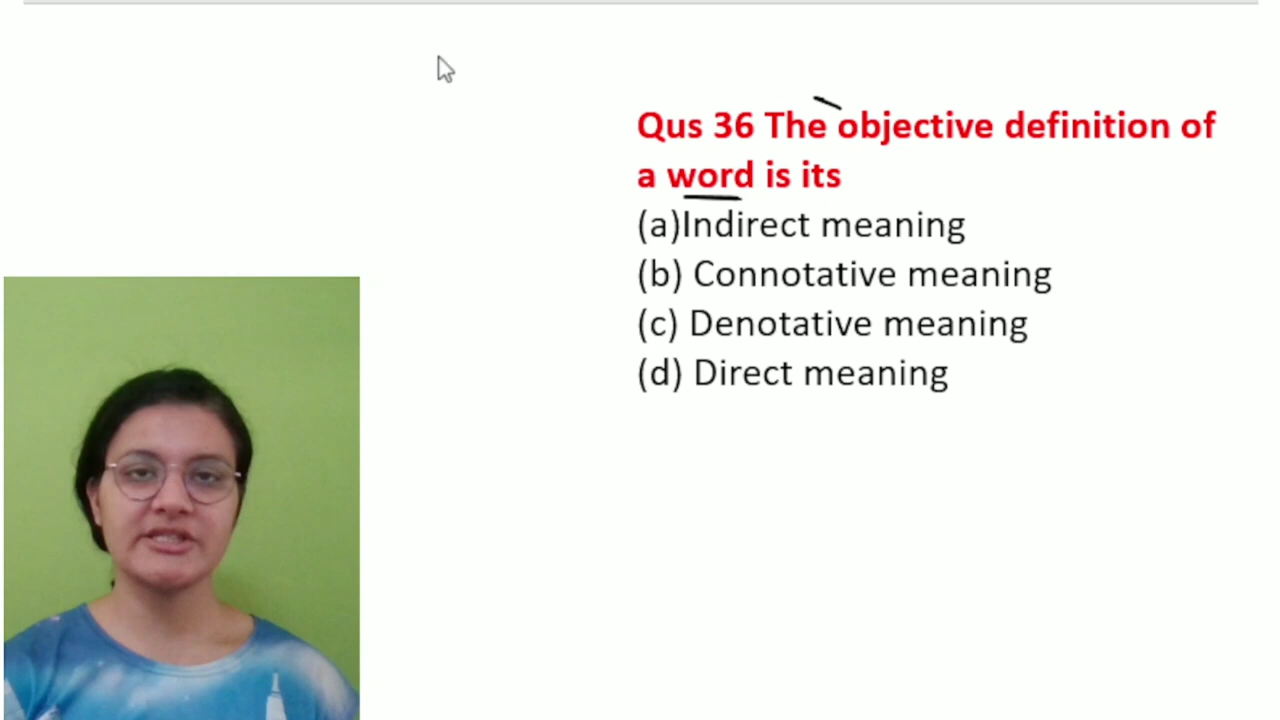 Qus 36 The objective definition of
a word is its
(a)Indirect meaning
(b) Connotative meaning
(c) Denotative meaning
(d) Direct meaning